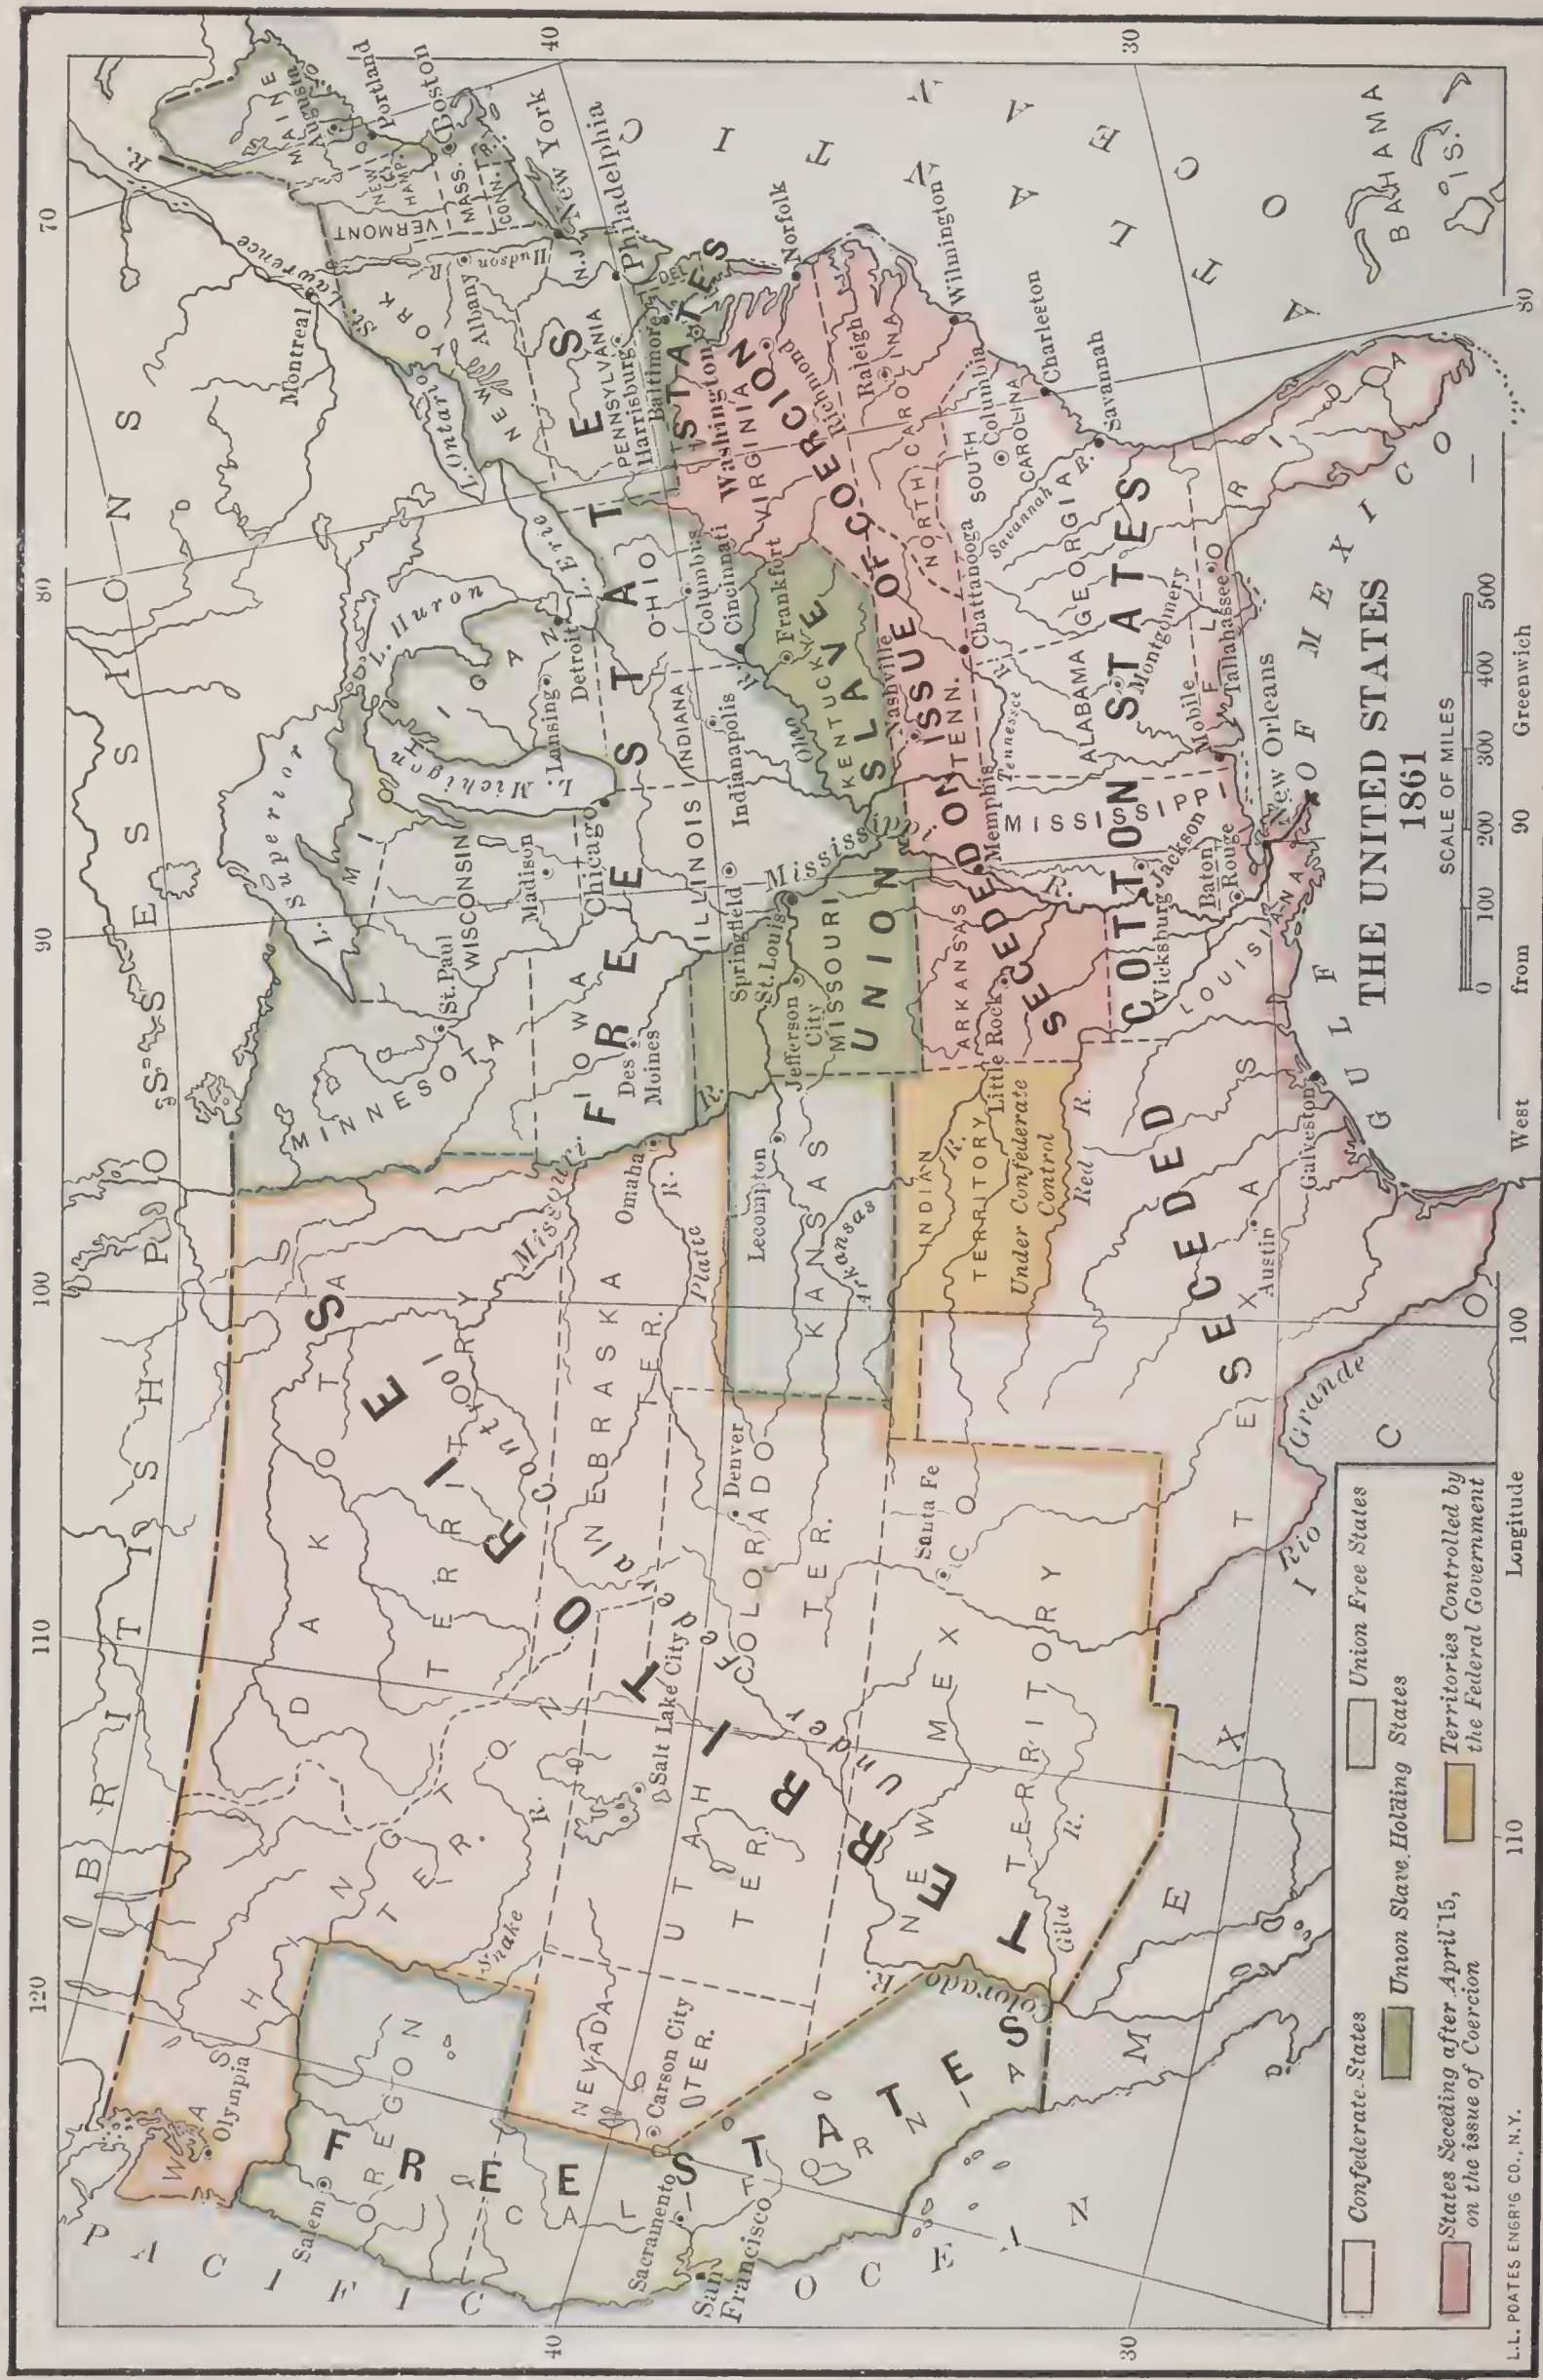 THE UNITED STATES
1861
SCALE OF MILES
0 100 200 300 400 500
Confederate States
Union Free States
Union Slave Holding States
States Seceding after April 15,
on the issue of Coercion
Territories Controlled by
the Federal Government
L.L. POATES ENGR'G CO., N.Y.
Longitude West from Greenwich
120
110
100
90
80
70
40
30
40
30
110
100
90
80
BRITISH POSSESSIONS
PACIFIC OCEAN
ATLANTIC OCEAN
GULF OF MEXICO
MEXICO
BAHAMA IS.
FREE STATES
TERRITORIES
Under Federal Control
FREE STATES
UNION SLAVE STATES
SECEDED ON ISSUE OF COERCION
SECEDED COTTON STATES
WASHINGTON
TER.
Olympia
OREGON
Salem
CALIFORNIA
Sacramento
San
Francisco
NEVADA
TER.
Carson City
UTAH
TER.
Salt Lake City
Snake R.
Colorado R.
Gila R.
NEW MEXICO
TERRITORY
Santa Fe
COLORADO
TER.
Denver
DAKOTA
TERRITORY
NEBRASKA
TER.
Omaha
Platte R.
Missouri R.
KANSAS
Lecompton
Arkansas R.
INDIAN
TERRITORY
Under Confederate
Control
Red R.
TEXAS
Austin
Galveston
Rio Grande
MINNESOTA
St. Paul
IOWA
Des
Moines
WISCONSIN
Madison
MICHIGAN
Lansing
Detroit
L. Superior
L. Michigan
L. Huron
L. Erie
L. Ontario
St. Lawrence R.
Montreal
ILLINOIS
Chicago
Springfield
INDIANA
Indianapolis
OHIO
Columbus
Cincinnati
Ohio R.
MISSOURI
St. Louis
Jefferson
City
Mississippi R.
KENTUCKY
Frankfort
ARKANSAS
Little Rock
TENN.
Nashville
Memphis
Chattanooga
Tennessee R.
MISSISSIPPI
Vicksburg
Jackson
LOUISIANA
Baton
Rouge
New Orleans
ALABAMA
Montgomery
Mobile
GEORGIA
Savannah
Savannah R.
FLORIDA
Tallahassee
SOUTH
CAROLINA
Columbia
Charleston
NORTH CAROLINA
Raleigh
Wilmington
VIRGINIA
Richmond
Norfolk
Washington
Baltimore
DEL.
PENNSYLVANIA
Harrisburg
Philadelphia
N.J.
NEW YORK
Albany
Hudson R.
New York
VERMONT
NEW
HAMP.
MASS.
Boston
CONN.
R.I.
MAINE
Augusta
Portland